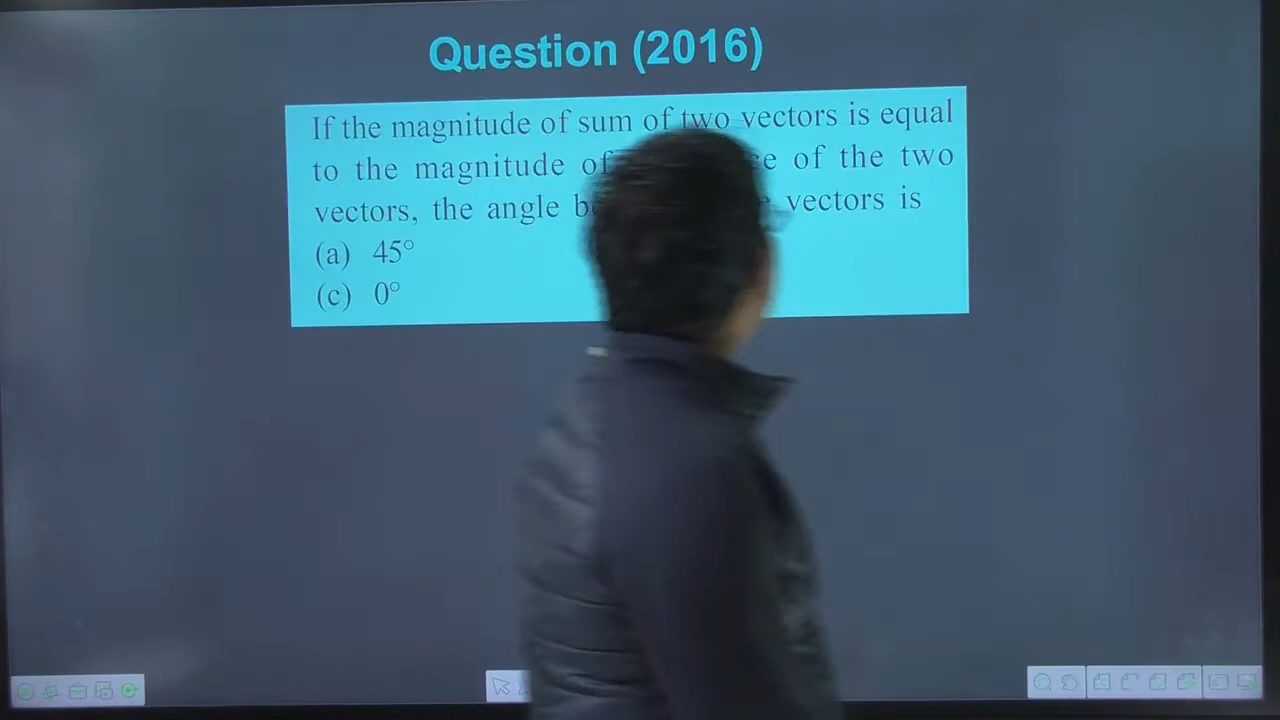 Question (2016)
If the magnitude of sum of two vectors is equal
to the magnitude of of the two
vectors, the angle vectors is
(a) 45°
(c) 0°